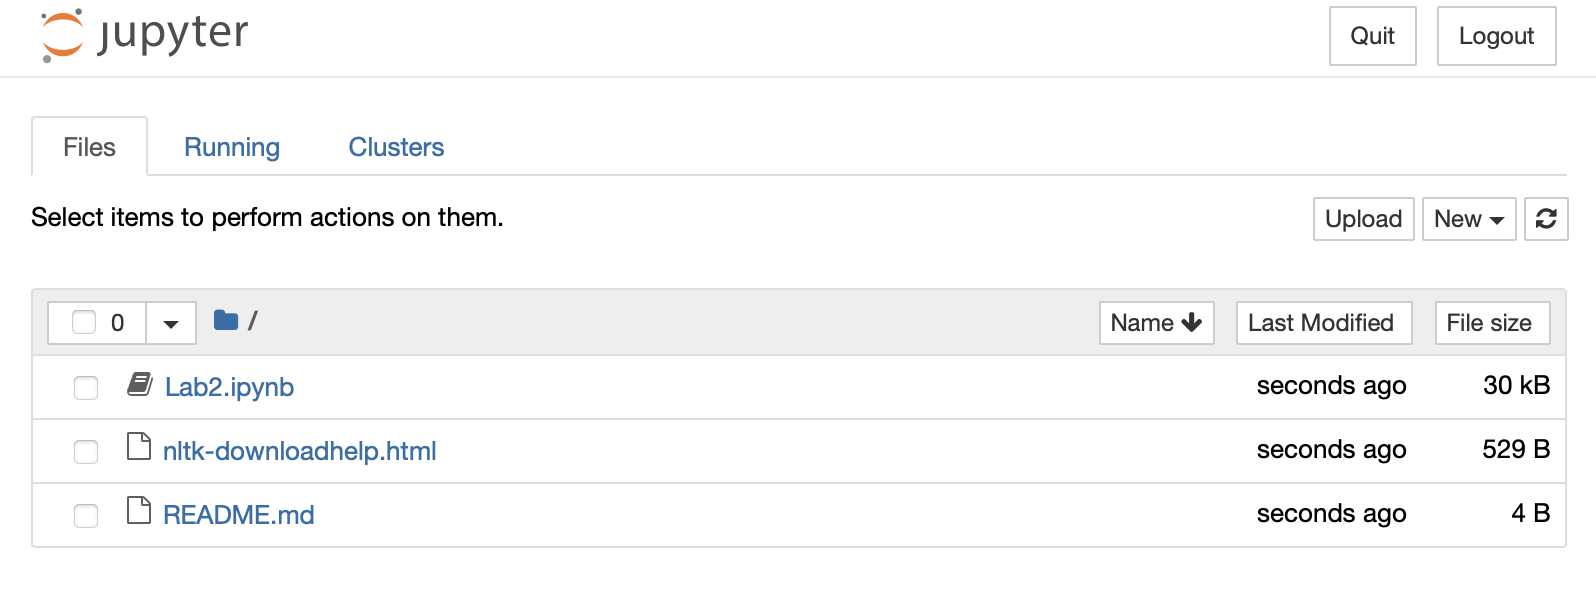 jupyter
Quit Logout
Files Running Clusters
Select items to perform actions on them.
Upload New
0 / Name Last Modified File size
Lab2.ipynb seconds ago 30 kB
nltk-downloadhelp.html seconds ago 529 B
README.md seconds ago 4 B